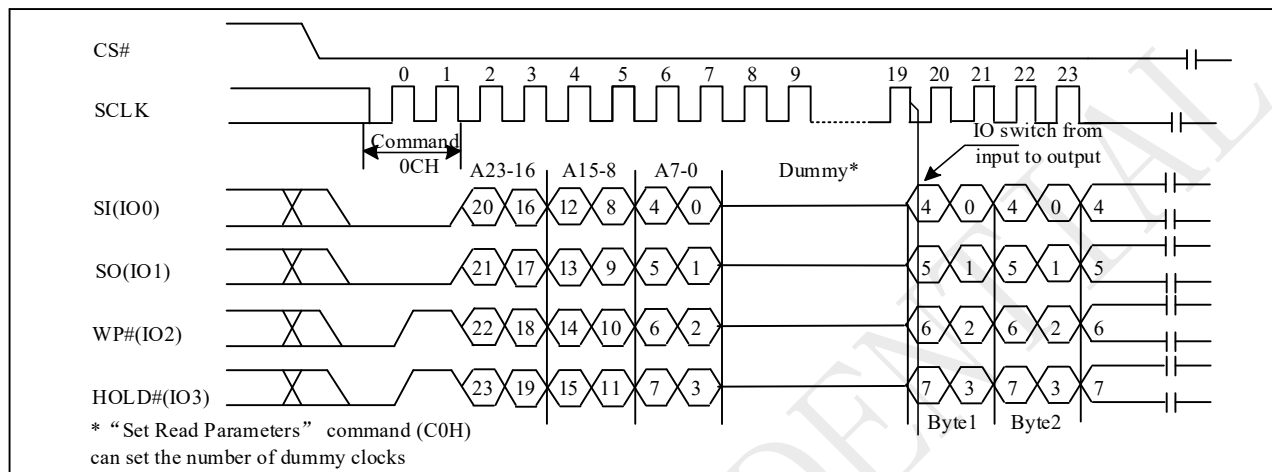 CS#
0 1 2 3 4 5 6 7 8 9 19 20 21 22 23
SCLK
Command
0CH
IO switch from
input to output
A23-16 A15-8 A7-0 Dummy*
SI(IO0) 20 16 12 8 4 0 4 0 4 0 4
SO(IO1) 21 17 13 9 5 1 5 1 5 1 5
WP#(IO2) 22 18 14 10 6 2 6 2 6 2 6
HOLD#(IO3) 23 19 15 11 7 3 7 3 7 3 7
Byte1 Byte2
* “Set Read Parameters” command (C0H)
can set the number of dummy clocks
ENTIAL